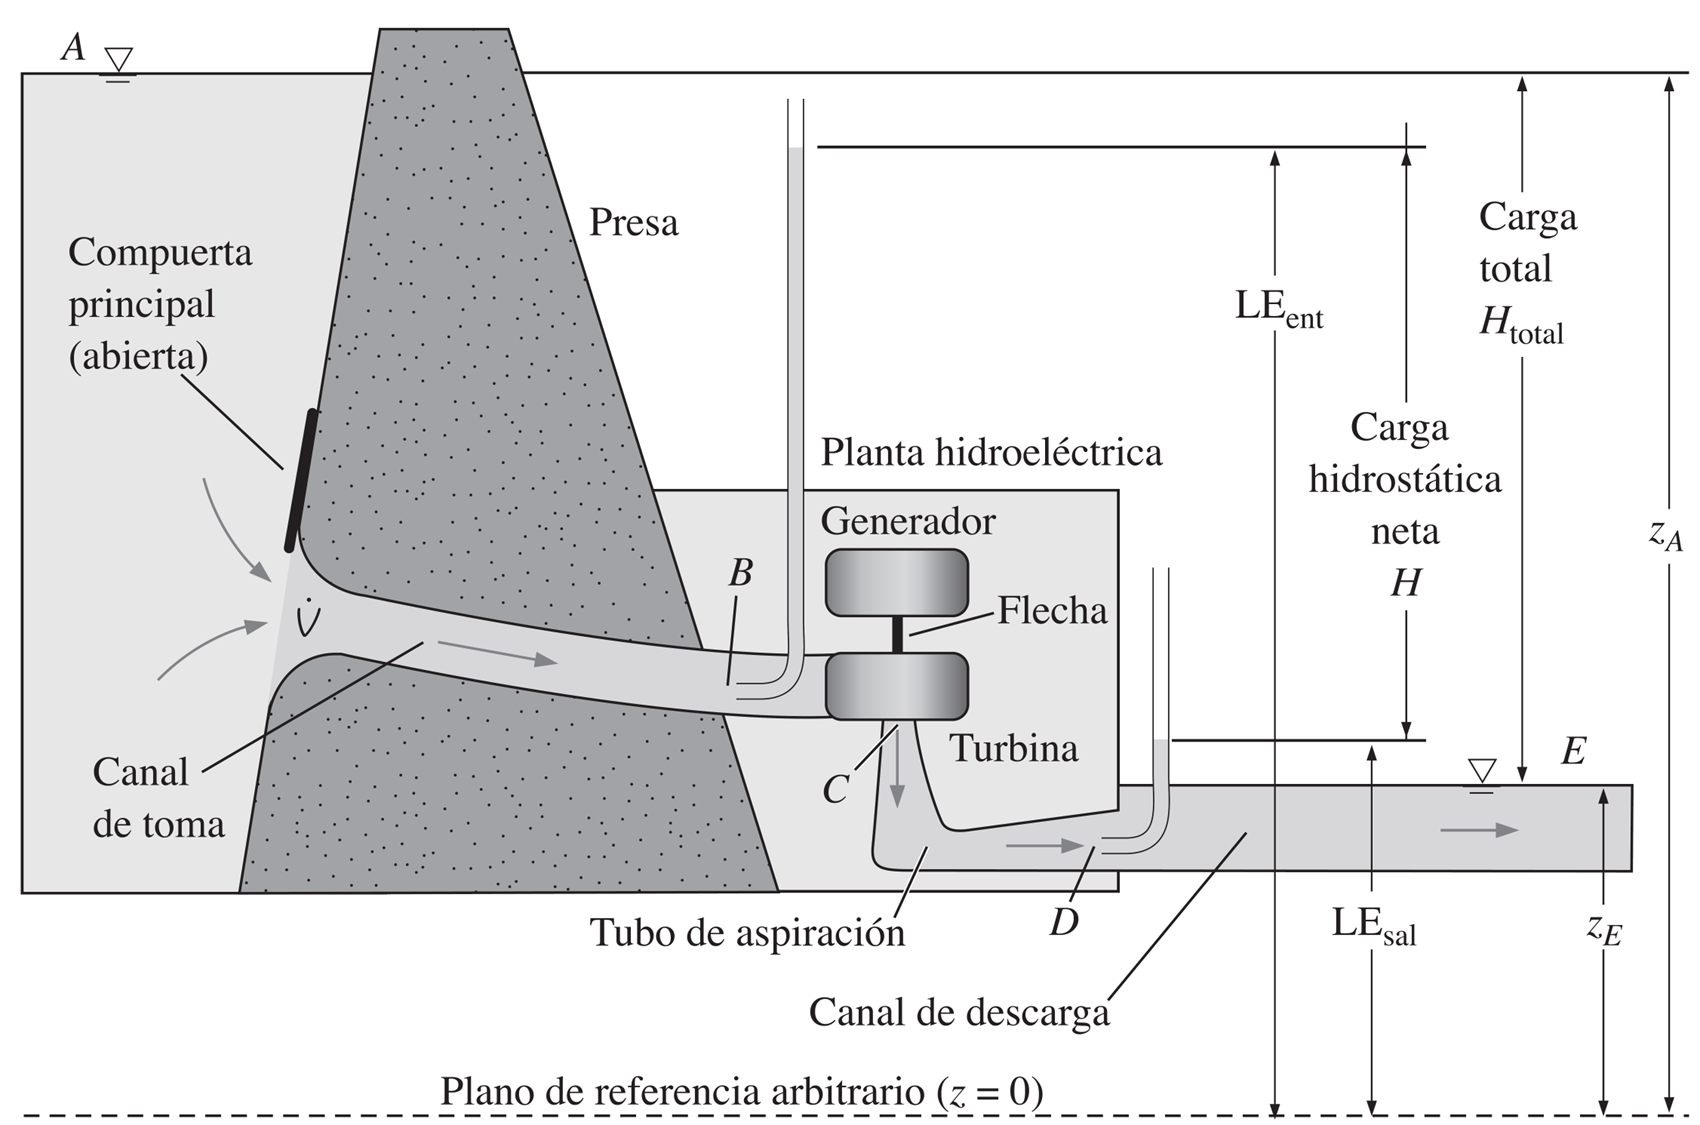 A
Presa
Compuerta
principal
(abierta)
Carga
total
H_total
LE_ent
Carga
hidrostática
neta
H
Planta hidroeléctrica
Generador
z_A
B
Flecha
Turbina
E
C
Canal
de toma
D
Tubo de aspiración
LE_sal
z_E
Canal de descarga
Plano de referencia arbitrario (z = 0)